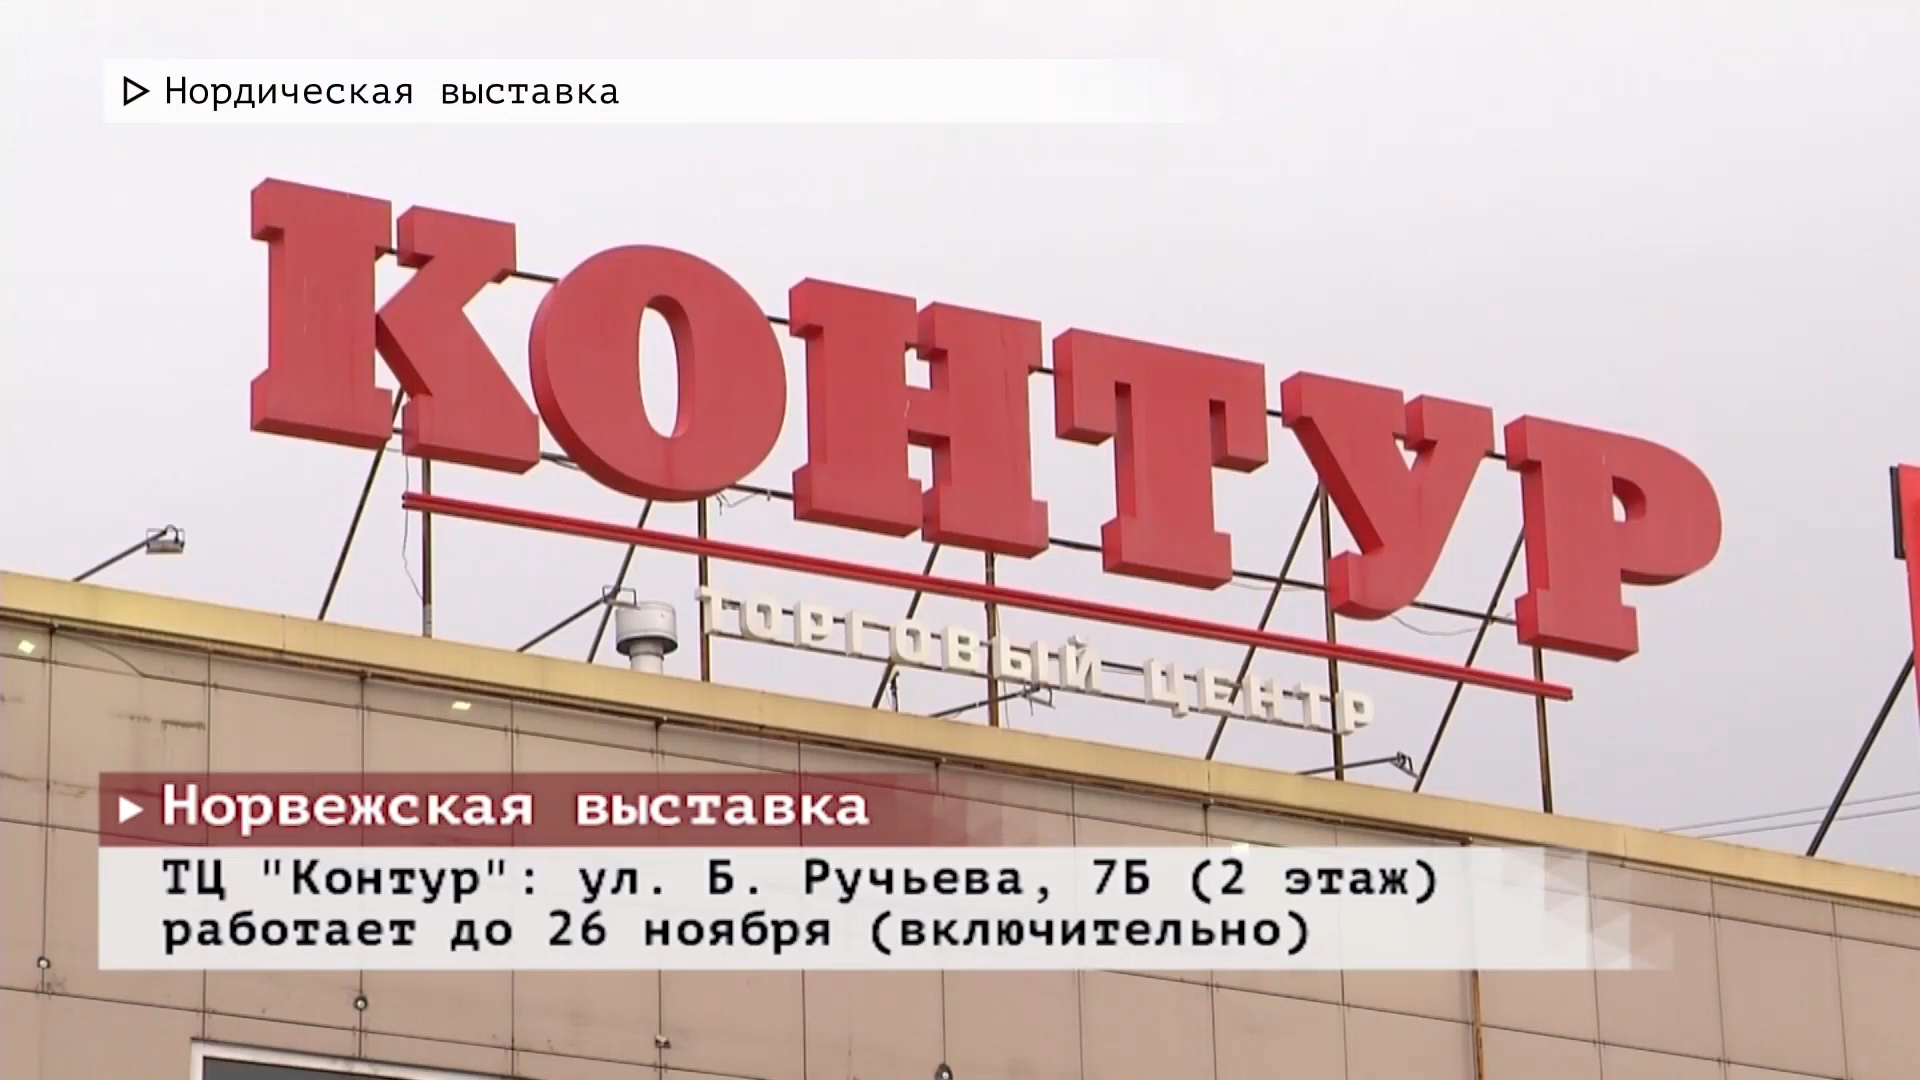 Нордическая выставка
КОНТУР
ТОРГОВЫЙ ЦЕНТР
Норвежская выставка
ТЦ "Контур": ул. Б. Ручьева, 7Б (2 этаж)
работает до 26 ноября (включительно)